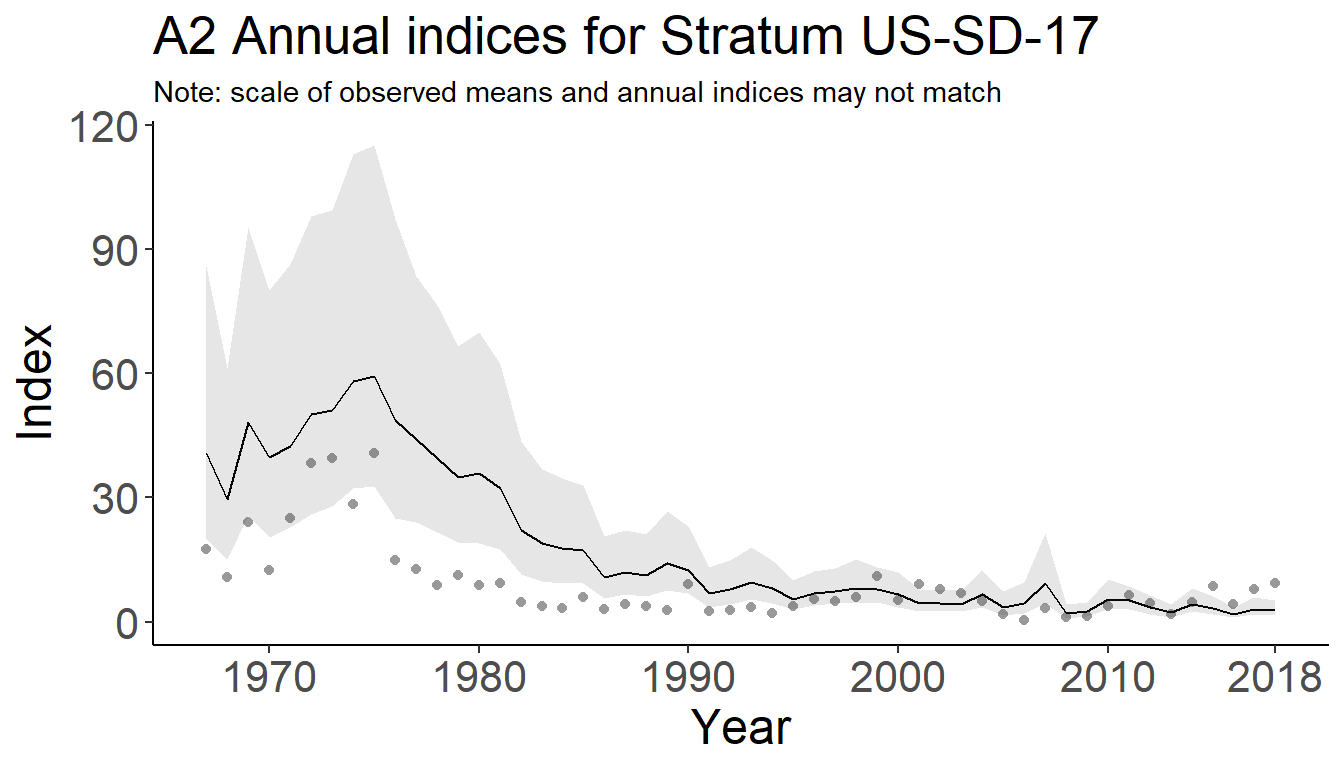 A2 Annual indices for Stratum US-SD-17
Note: scale of observed means and annual indices may not match
120
90
60
30
0
Index
1970 1980 1990 2000 2010 2018
Year